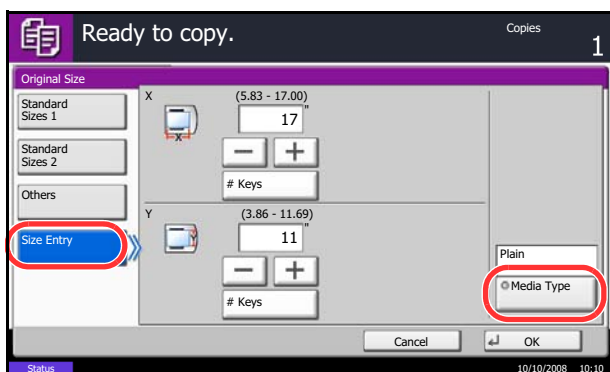 Ready to copy.
Copies
1
Original Size
Standard
Sizes 1
Standard
Sizes 2
Others
Size Entry
X
(5.83 - 17.00)
17 "
# Keys
Y
(3.86 - 11.69)
11 "
# Keys
Plain
Media Type
Cancel
OK
Status
10/10/2008 10:10